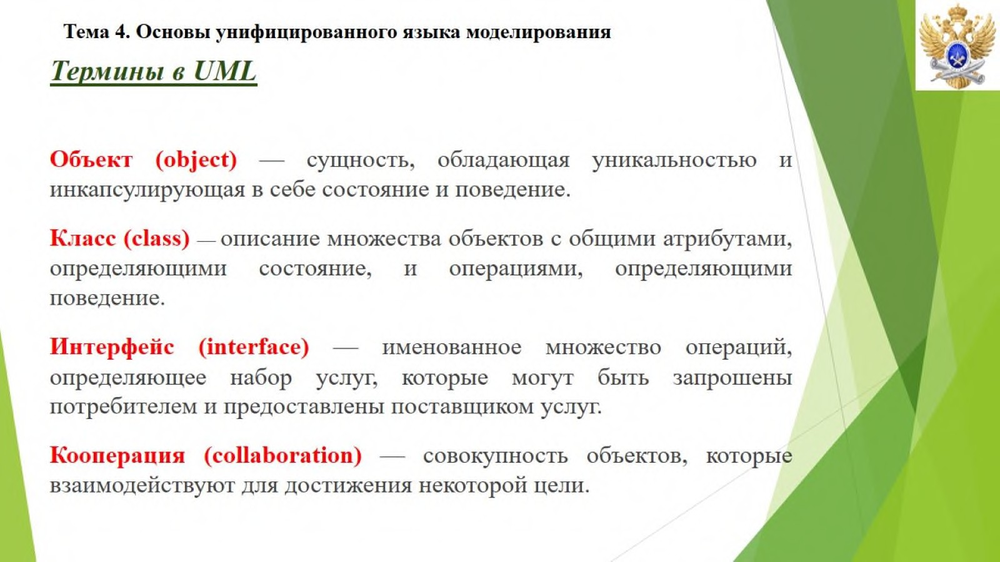 Тема 4. Основы унифицированного языка моделирования
Термины в UML
Объект (object) — сущность, обладающая уникальностью и
инкапсулирующая в себе состояние и поведение.
Класс (class) — описание множества объектов с общими атрибутами,
определяющими состояние, и операциями, определяющими
поведение.
Интерфейс (interface) — именованное множество операций,
определяющее набор услуг, которые могут быть запрошены
потребителем и предоставлены поставщиком услуг.
Кооперация (collaboration) — совокупность объектов, которые
взаимодействуют для достижения некоторой цели.